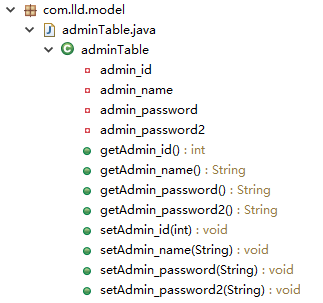 com.lld.model
adminTable.java
adminTable
admin_id
admin_name
admin_password
admin_password2
getAdmin_id() : int
getAdmin_name() : String
getAdmin_password() : String
getAdmin_password2() : String
setAdmin_id(int) : void
setAdmin_name(String) : void
setAdmin_password(String) : void
setAdmin_password2(String) : void